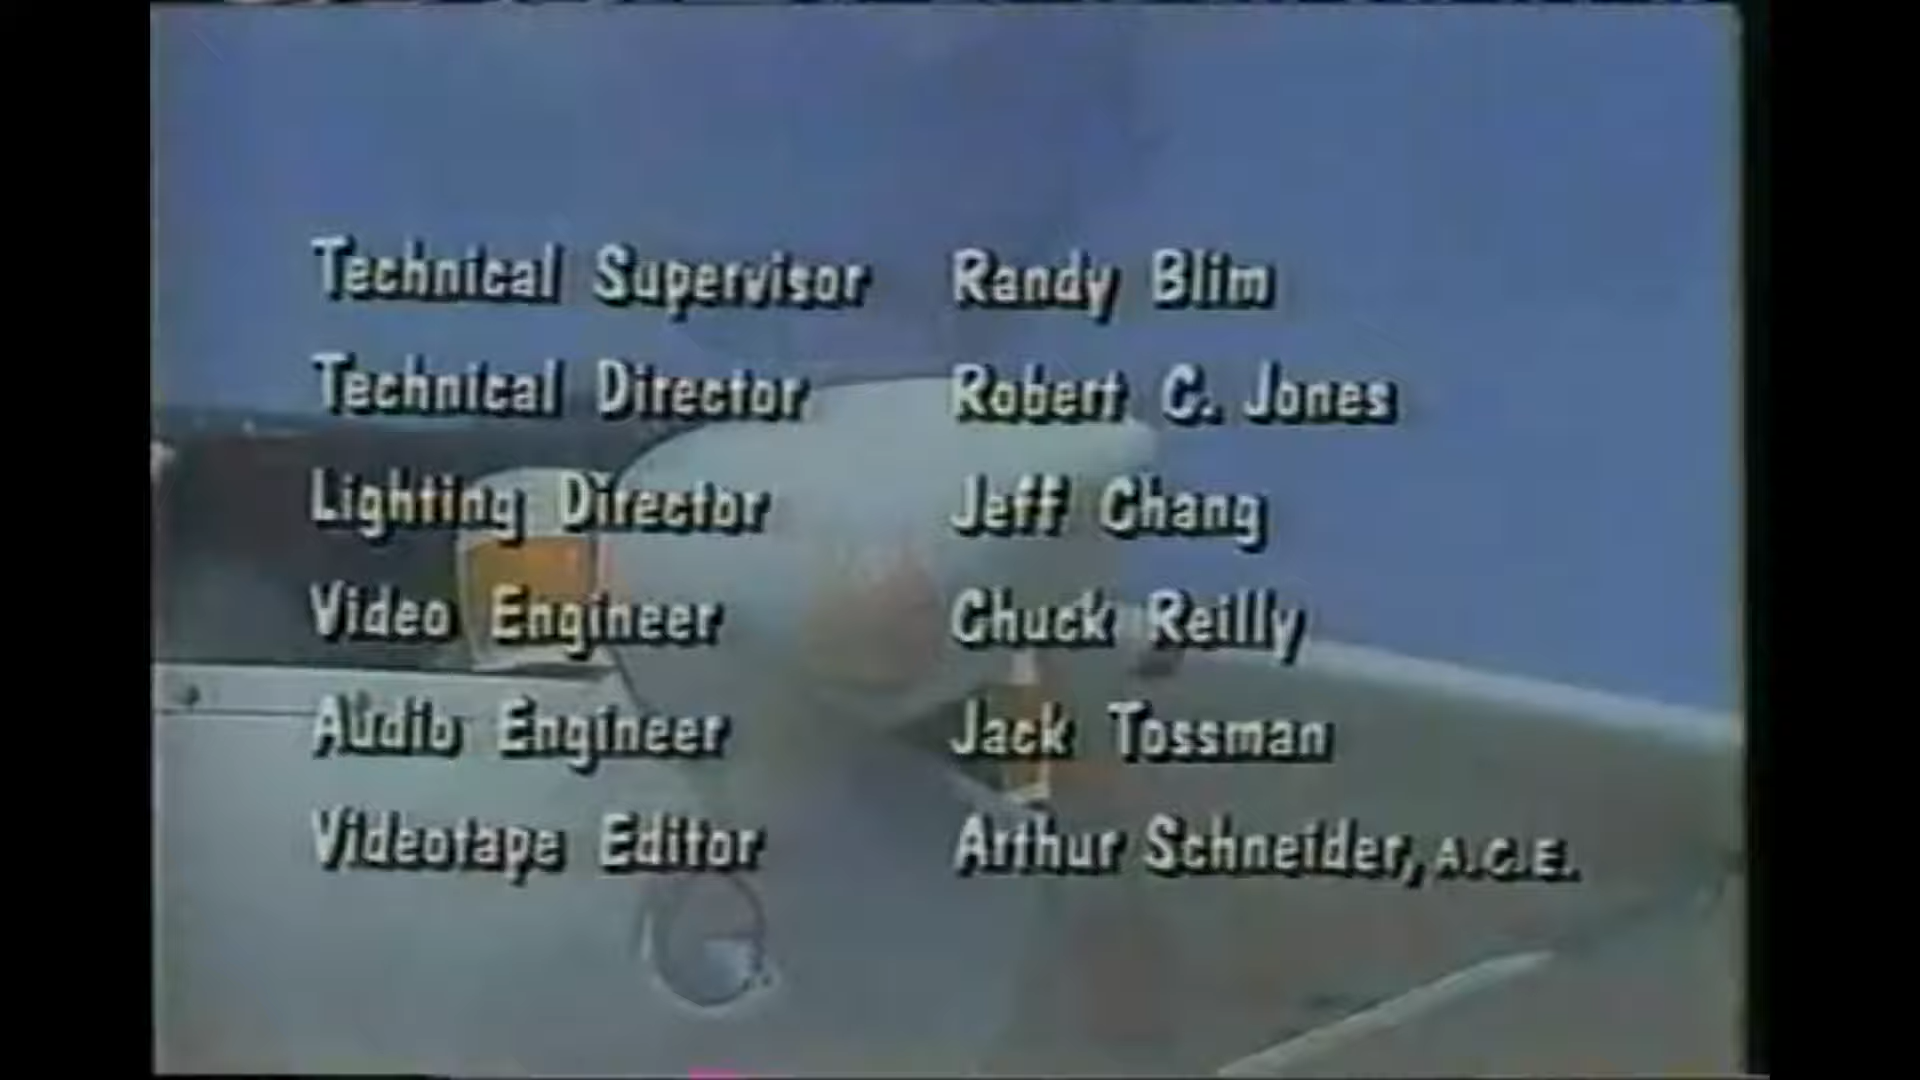 Technical Supervisor Randy Blim
Technical Director Robert C. Jones
Lighting Director Jeff Chang
Video Engineer Chuck Reilly
Audio Engineer Jack Tossman
Videotape Editor Arthur Schneider, A.C.E.